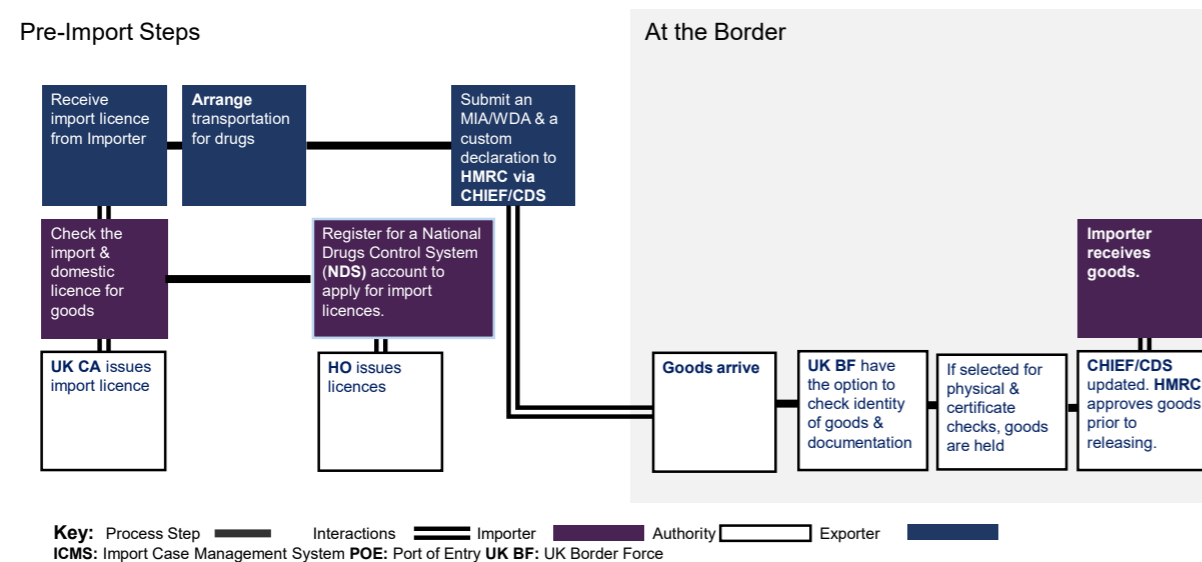 Pre-Import Steps
At the Border
Receive
import licence
from Importer
Arrange
transportation
for drugs
Submit an
MIA/WDA & a
custom
declaration to
HMRC via
CHIEF/CDS
Check the
import &
domestic
licence for
goods
Register for a National
Drugs Control System
(NDS) account to
apply for import
licences.
Importer
receives
goods.
UK CA issues
import licence
HO issues
licences
Goods arrive
UK BF have
the option to
check identity
of goods &
documentation
If selected for
physical &
certificate
checks, goods
are held
CHIEF/CDS
updated. HMRC
approves goods
prior to
releasing.
Key: Process Step Interactions Importer Authority Exporter
ICMS: Import Case Management System POE: Port of Entry UK BF: UK Border Force